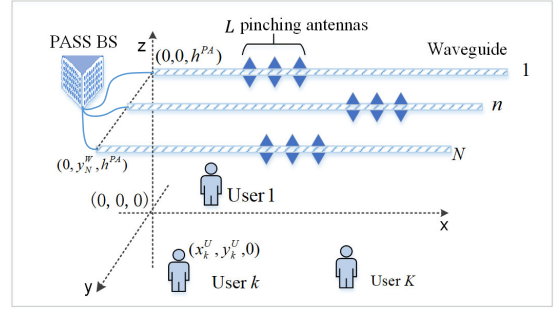 L pinching antennas
PASS BS
z
(0,0,h^{PA})
Waveguide
1
n
N
(0, y_N^W, h^{PA})
(0, 0, 0)
User 1
x
(x_k^U, y_k^U, 0)
y
User k
User K